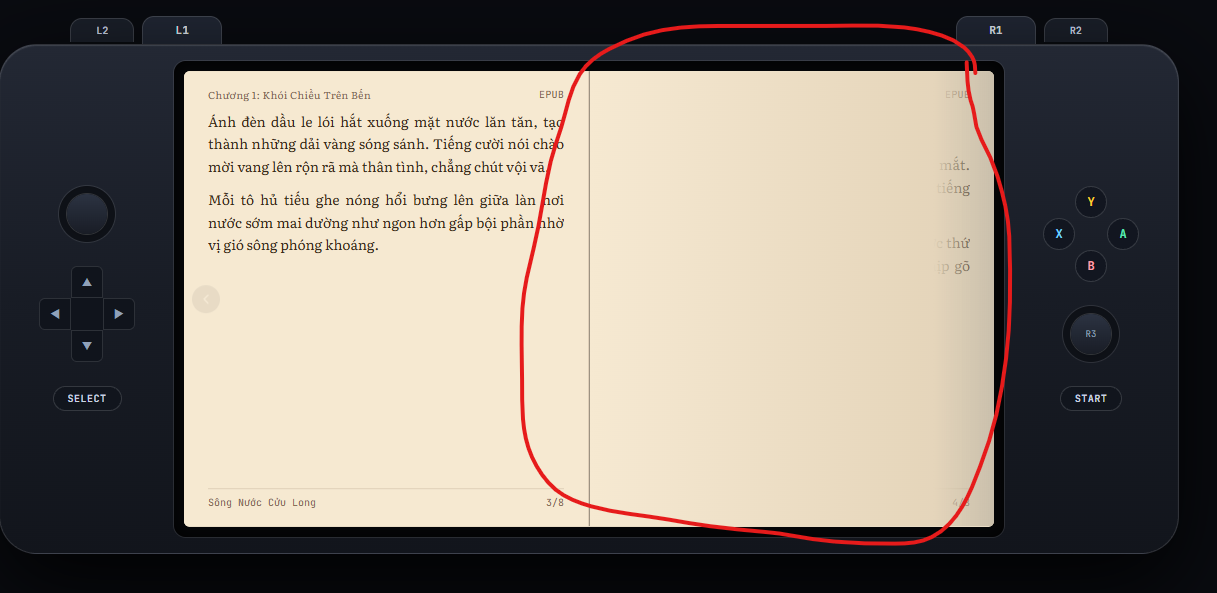 L2
L1
R1
R2
Chương 1: Khói Chiều Trên Bến
EPUB
Ánh đèn dầu le lói hắt xuống mặt nước lăn tăn, tạo
thành những dải vàng sóng sánh. Tiếng cười nói chào
mời vang lên rộn rã mà thân tình, chẳng chút vội vã.
Mỗi tô hủ tiếu ghe nóng hổi bưng lên giữa làn hơi
nước sớm mai dường như ngon hơn gấp bội phần nhờ
vị gió sông phóng khoáng.
Sông Nước Cửu Long
3/8
EPUB
mắt.
tiếng
thứ
gõ
SELECT
Y
X
A
B
R3
START